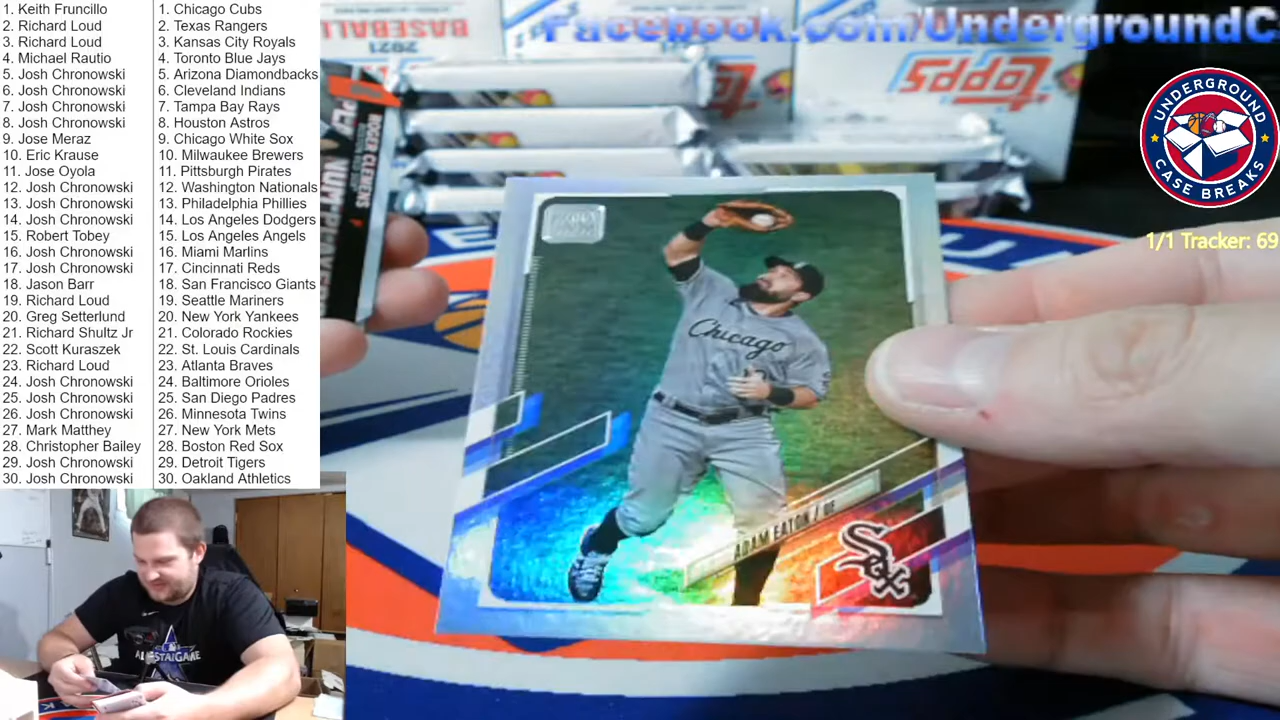 1. Keith Fruncillo
2. Richard Loud
3. Richard Loud
4. Michael Rautio
5. Josh Chronowski
6. Josh Chronowski
7. Josh Chronowski
8. Josh Chronowski
9. Jose Meraz
10. Eric Krause
11. Jose Oyola
12. Josh Chronowski
13. Josh Chronowski
14. Josh Chronowski
15. Robert Tobey
16. Josh Chronowski
17. Josh Chronowski
18. Jason Barr
19. Richard Loud
20. Greg Setterlund
21. Richard Shultz Jr
22. Scott Kuraszek
23. Richard Loud
24. Josh Chronowski
25. Josh Chronowski
26. Josh Chronowski
27. Mark Matthey
28. Christopher Bailey
29. Josh Chronowski
30. Josh Chronowski
1. Chicago Cubs
2. Texas Rangers
3. Kansas City Royals
4. Toronto Blue Jays
5. Arizona Diamondbacks
6. Cleveland Indians
7. Tampa Bay Rays
8. Houston Astros
9. Chicago White Sox
10. Milwaukee Brewers
11. Pittsburgh Pirates
12. Washington Nationals
13. Philadelphia Phillies
14. Los Angeles Dodgers
15. Los Angeles Angels
16. Miami Marlins
17. Cincinnati Reds
18. San Francisco Giants
19. Seattle Mariners
20. New York Yankees
21. Colorado Rockies
22. St. Louis Cardinals
23. Atlanta Braves
24. Baltimore Orioles
25. San Diego Padres
26. Minnesota Twins
27. New York Mets
28. Boston Red Sox
29. Detroit Tigers
30. Oakland Athletics
Facebook.com/UndergroundC
BASEBALL
2021
topps
UNDERGROUND
CASE BREAKS
1/1 Tracker: 69
ROGER CLEMENS
Chicago
ADAM EATON / OF
Sox